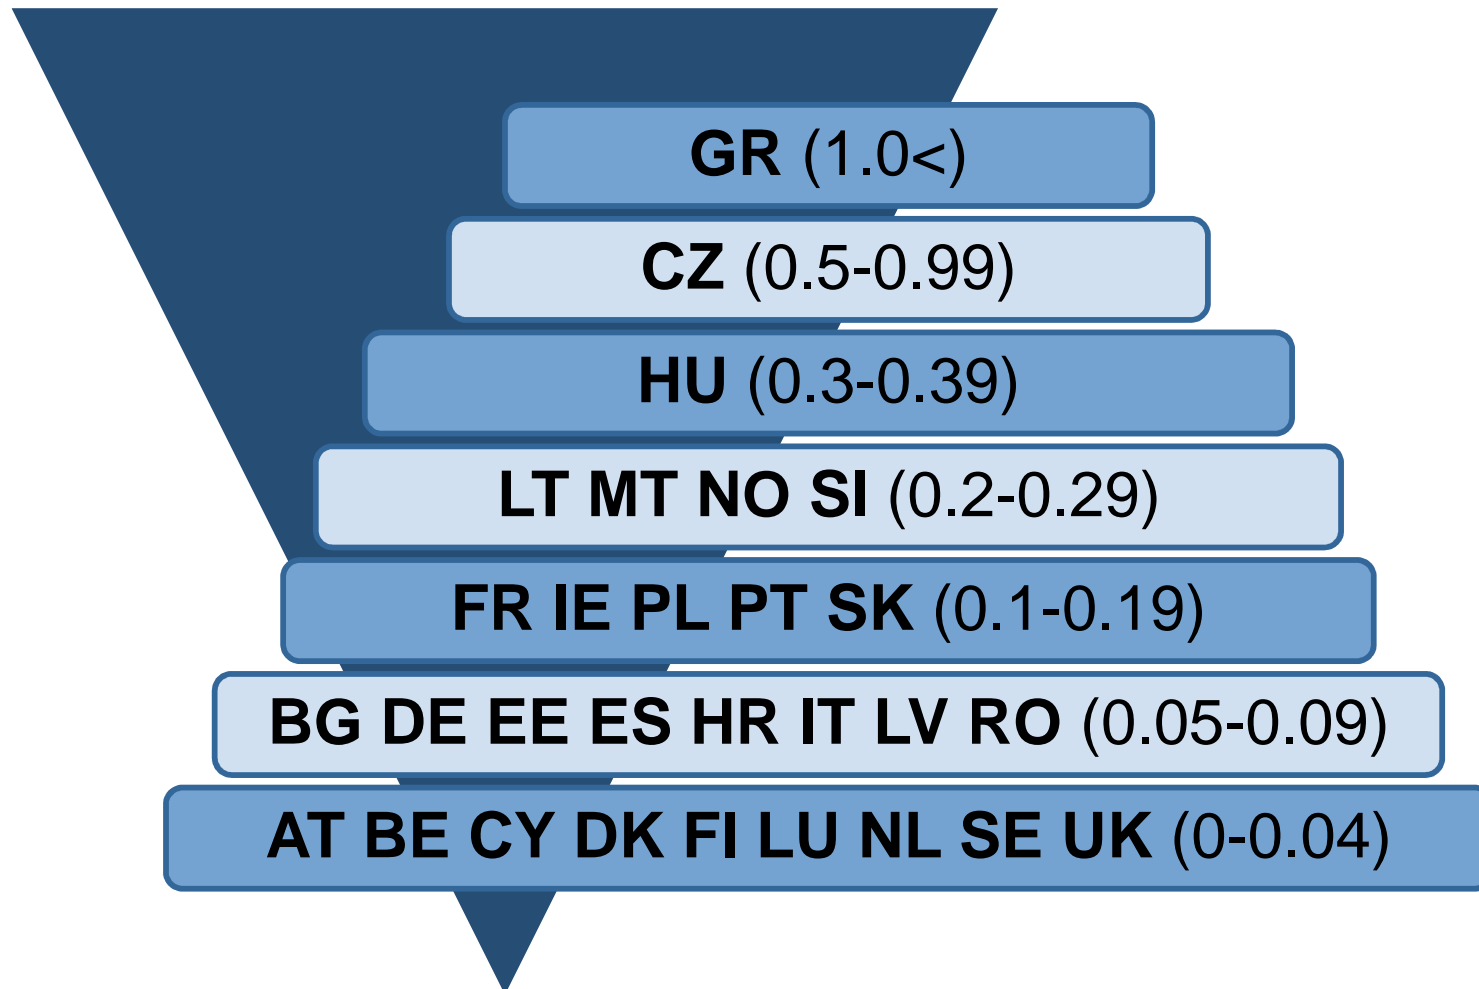 GR (1.0<)
CZ (0.5-0.99)
HU (0.3-0.39)
LT MT NO SI (0.2-0.29)
FR IE PL PT SK (0.1-0.19)
BG DE EE ES HR IT LV RO (0.05-0.09)
AT BE CY DK FI LU NL SE UK (0-0.04)